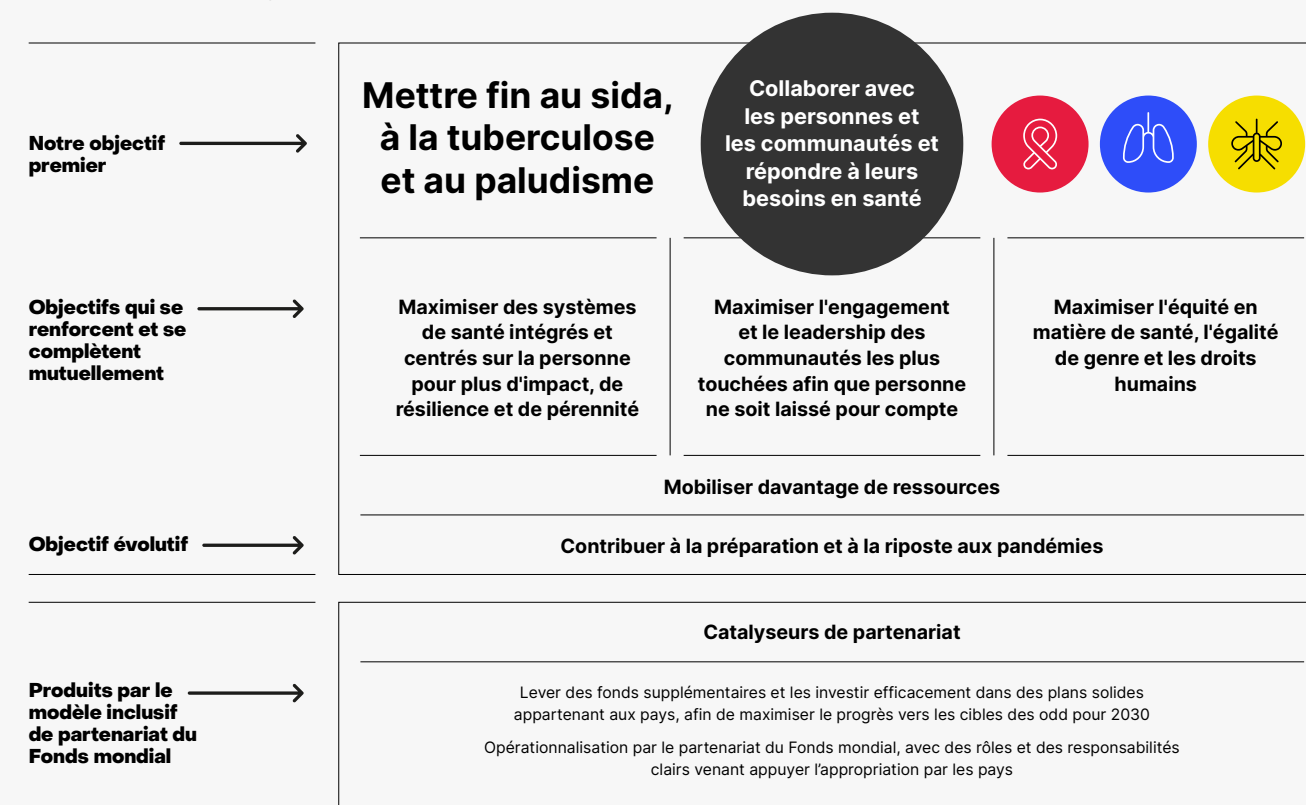 Notre objectif
premier
Mettre fin au sida,
à la tuberculose
et au paludisme
Collaborer avec
les personnes et
les communautés et
répondre à leurs
besoins en santé
Objectifs qui se
renforcent et se
complètent
mutuellement
Maximiser des systèmes
de santé intégrés et
centrés sur la personne
pour plus d'impact, de
résilience et de pérennité
Maximiser l'engagement
et le leadership des
communautés les plus
touchées afin que personne
ne soit laissé pour compte
Maximiser l'équité en
matière de santé, l'égalité
de genre et les droits
humains
Mobiliser davantage de ressources
Objectif évolutif
Contribuer à la préparation et à la riposte aux pandémies
Catalyseurs de partenariat
Produits par le
modèle inclusif
de partenariat du
Fonds mondial
Lever des fonds supplémentaires et les investir efficacement dans des plans solides
appartenant aux pays, afin de maximiser le progrès vers les cibles des odd pour 2030
Opérationnalisation par le partenariat du Fonds mondial, avec des rôles et des responsabilités
clairs venant appuyer l’appropriation par les pays